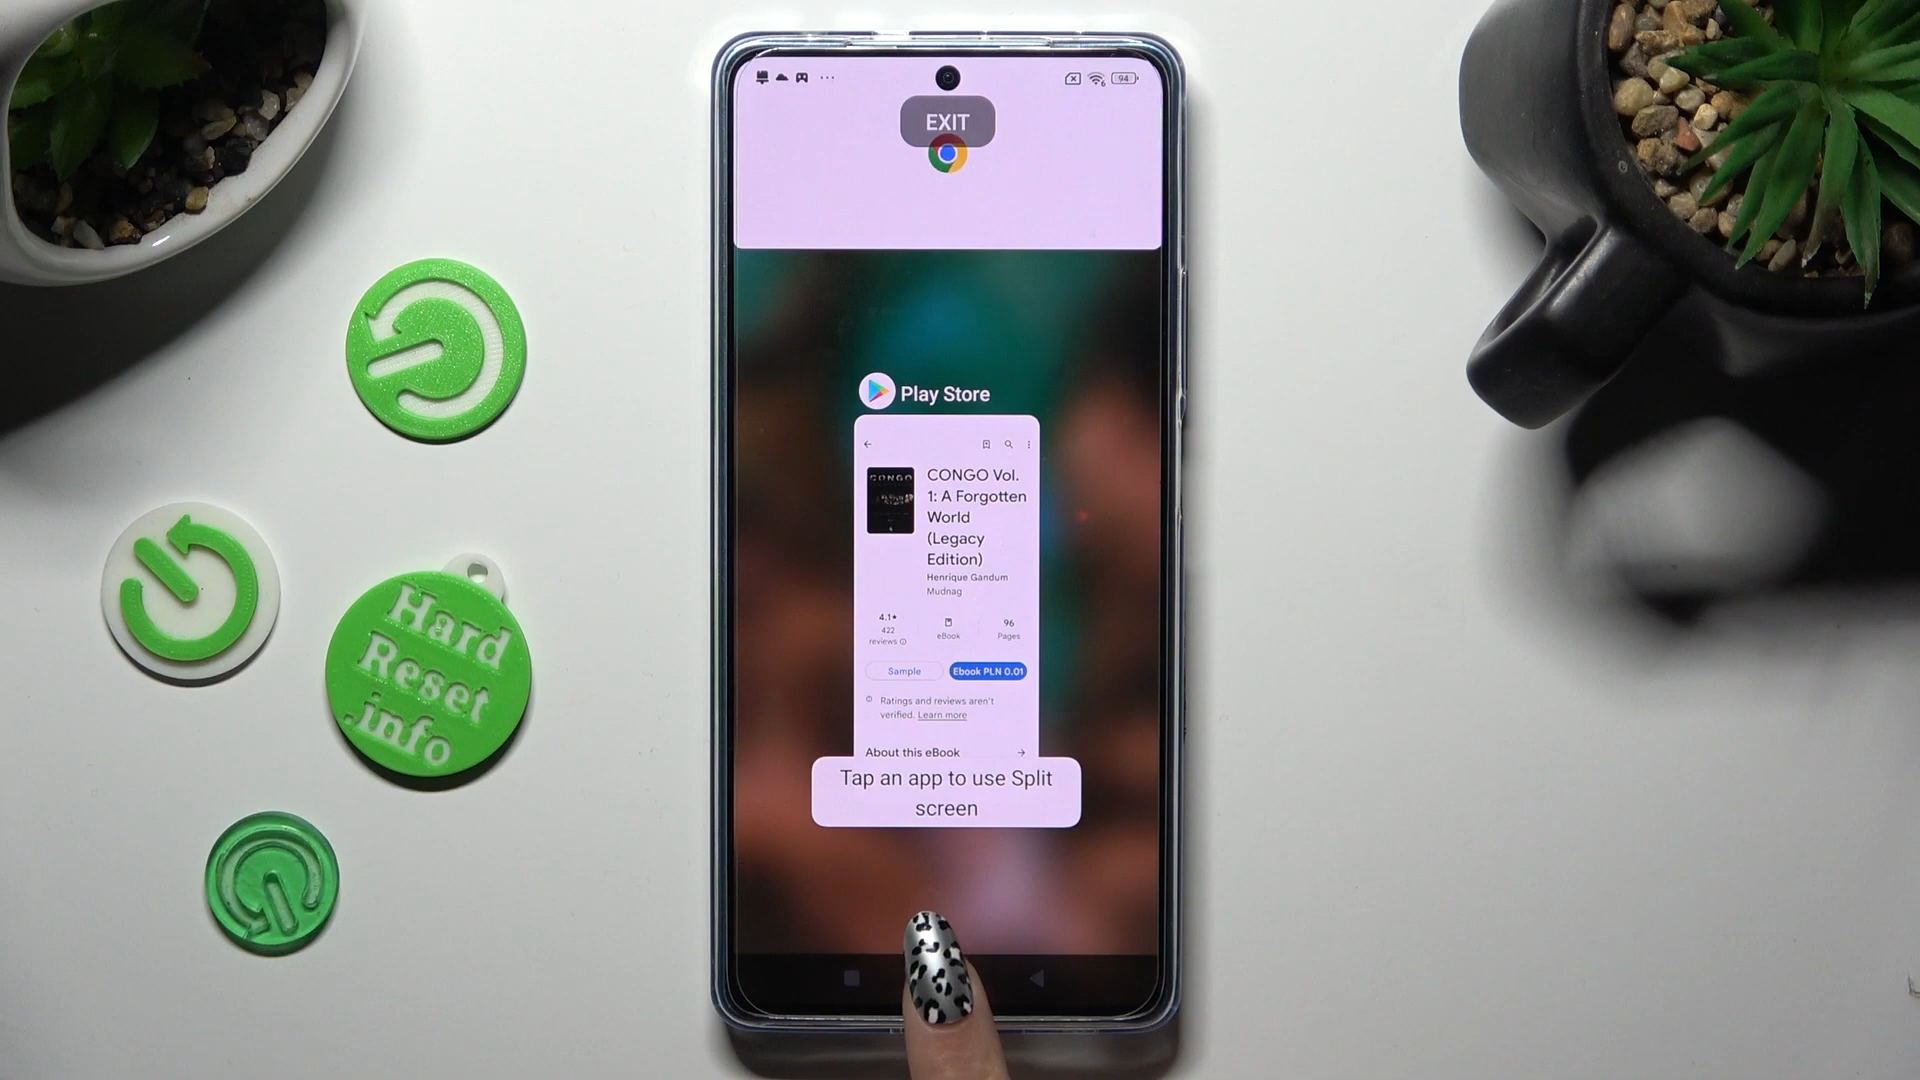 94
EXIT
Play Store
CONGO
CONGO Vol.
1: A Forgotten
World
(Legacy
Edition)
Henrique Gandum
Mudnag
4.1★
422
reviews
eBook
96
Pages
Sample
Ebook PLN 0.01
Ratings and reviews aren't
verified. Learn more
About this eBook
Tap an app to use Split
screen
Hard
Reset
.info